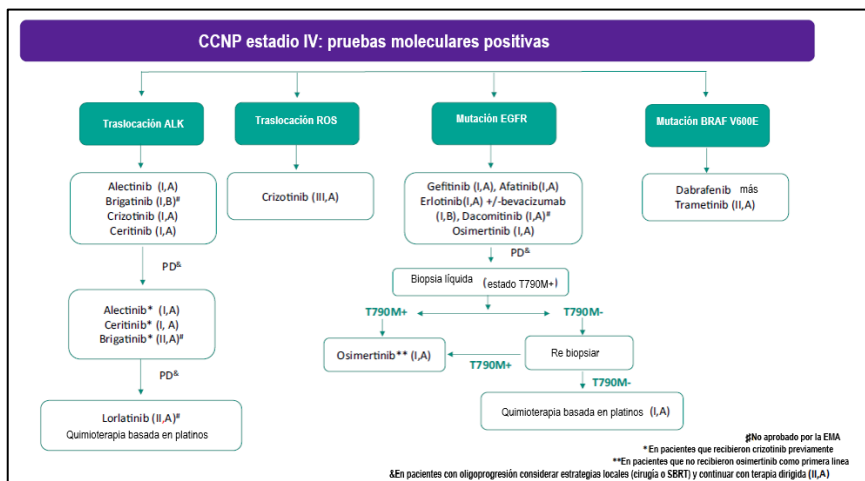 CCNP estadio IV: pruebas moleculares positivas
Traslocación ALK
Traslocación ROS
Mutación EGFR
Mutación BRAF V600E
Alectinib (I,A)
Brigatinib (I,B)#
Crizotinib (I,A)
Ceritinib (I,A)
Crizotinib (III,A)
Gefitinib (I,A), Afatinib(I,A)
Erlotinib(I,A) +/-bevacizumab
(I,B), Dacomitinib (I,A)#
Osimertinib (I,A)
Dabrafenib más
Trametinib (II,A)
PD&
PD&
Biopsia líquida (estado T790M+)
T790M+
T790M-
Alectinib* (I,A)
Ceritinib* (I, A)
Brigatinib* (II,A)#
Osimertinib** (I,A)
T790M+
Re biopsiar
PD&
T790M-
Lorlatinib (II,A)#
Quimioterapia basada en platinos
Quimioterapia basada en platinos (I,A)
#No aprobado por la EMA
* En pacientes que recibieron crizotinib previamente
**En pacientes que no recibieron osimertinib como primera linea
&En pacientes con oligoprogresión considerar estrategias locales (cirugía o SBRT) y continuar con terapia dirigida (II,A)